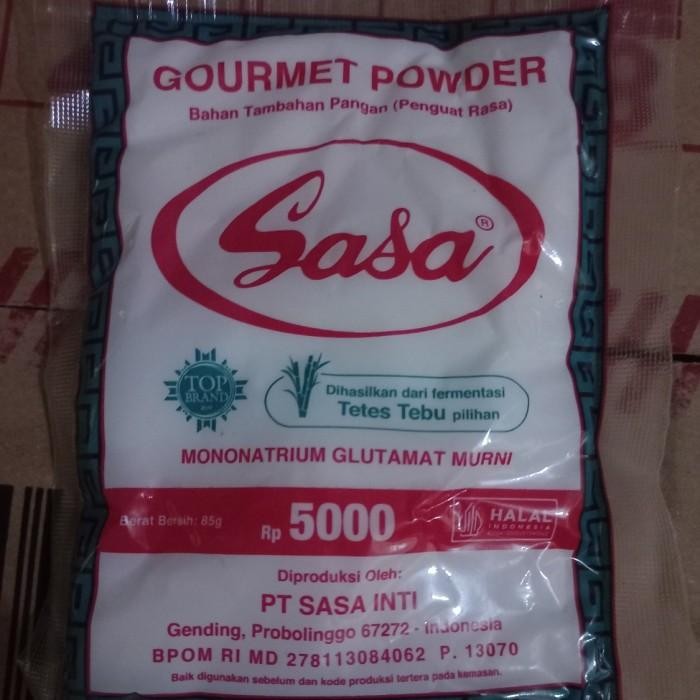 GOURMET POWDER
Bahan Tambahan Pangan (Penguat Rasa)
Sasa®
TOP
BRAND
Dihasilkan dari fermentasi
Tetes Tebu pilihan
MONONATRIUM GLUTAMAT MURNI
Berat Bersih: 85g
Rp 5000
HALAL
INDONESIA
Diproduksi Oleh:
PT SASA INTI
Gending, Probolinggo 67272 - Indonesia
BPOM RI MD 278113084062 P. 13070
Baik digunakan sebelum dan kode produksi tertera pada kemasan.